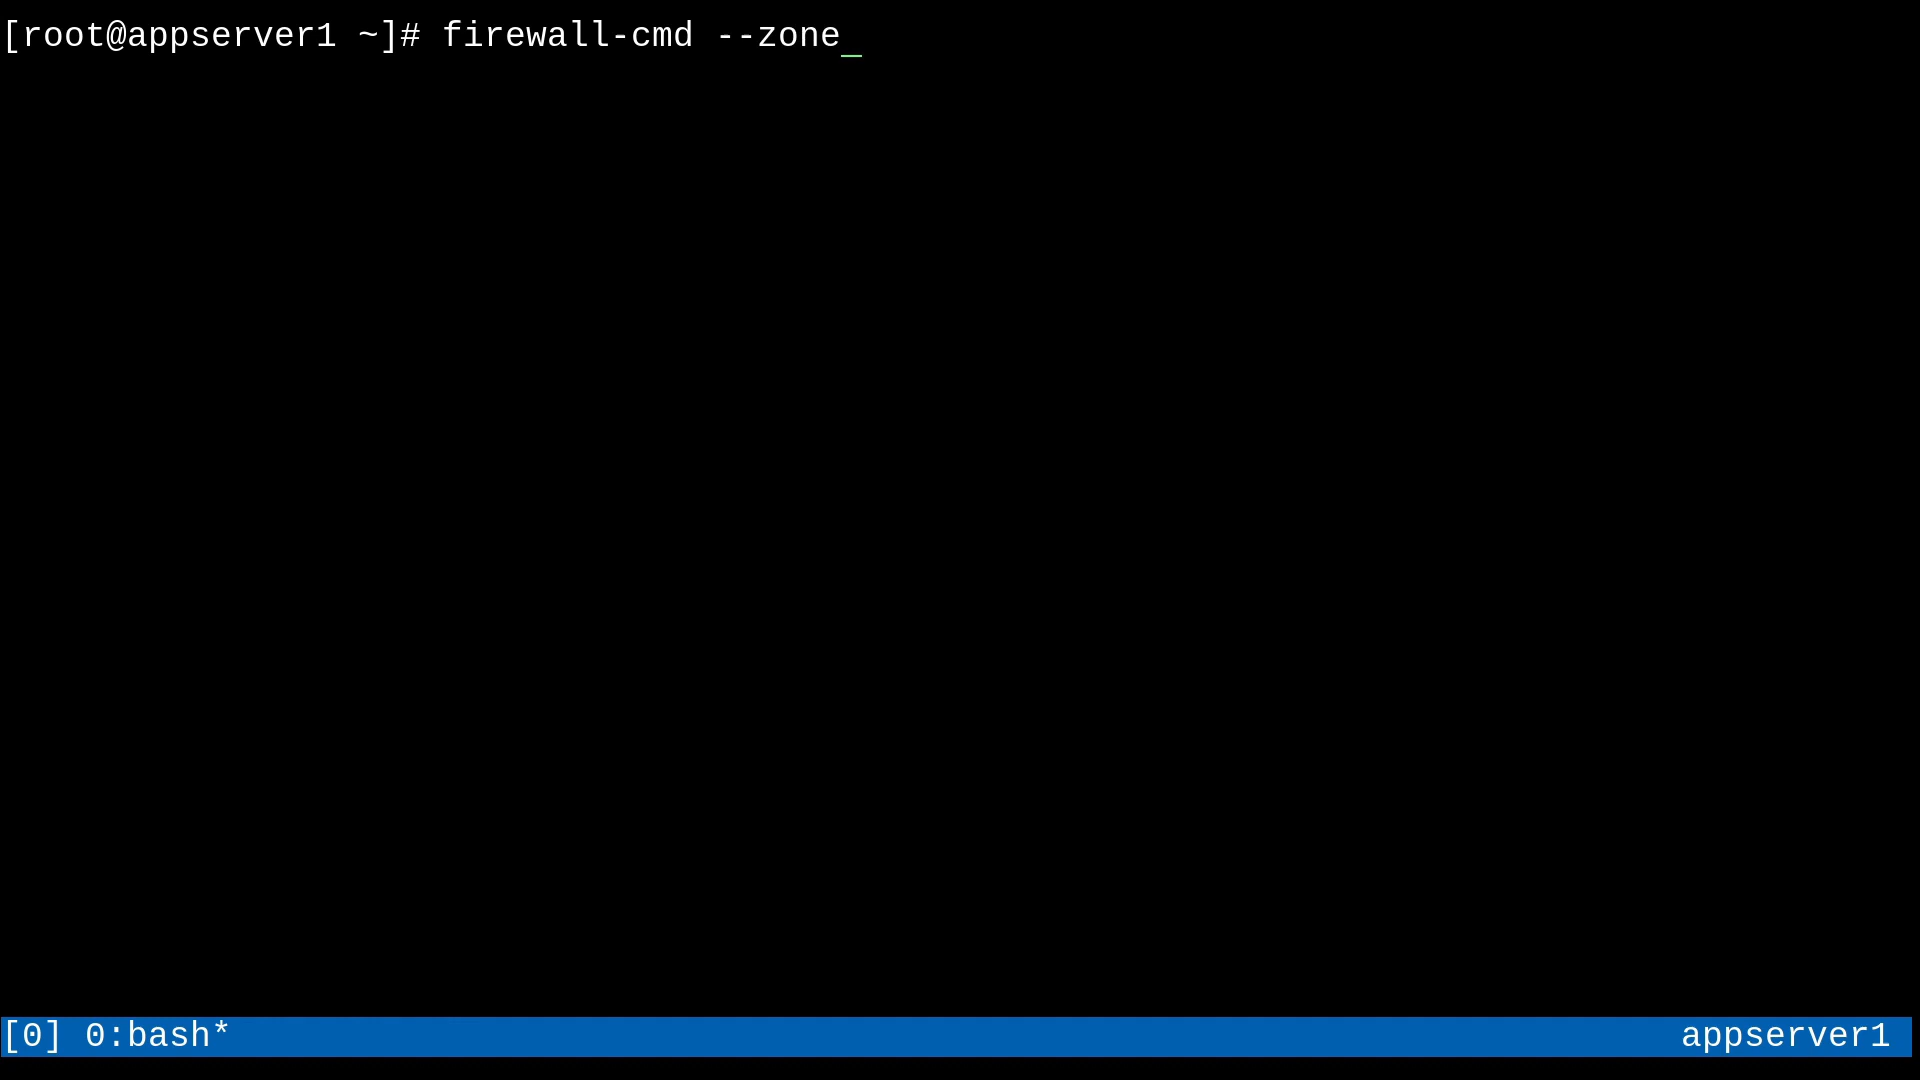 [root@appserver1 ~]# firewall-cmd --zone_
[0] 0:bash*
appserver1